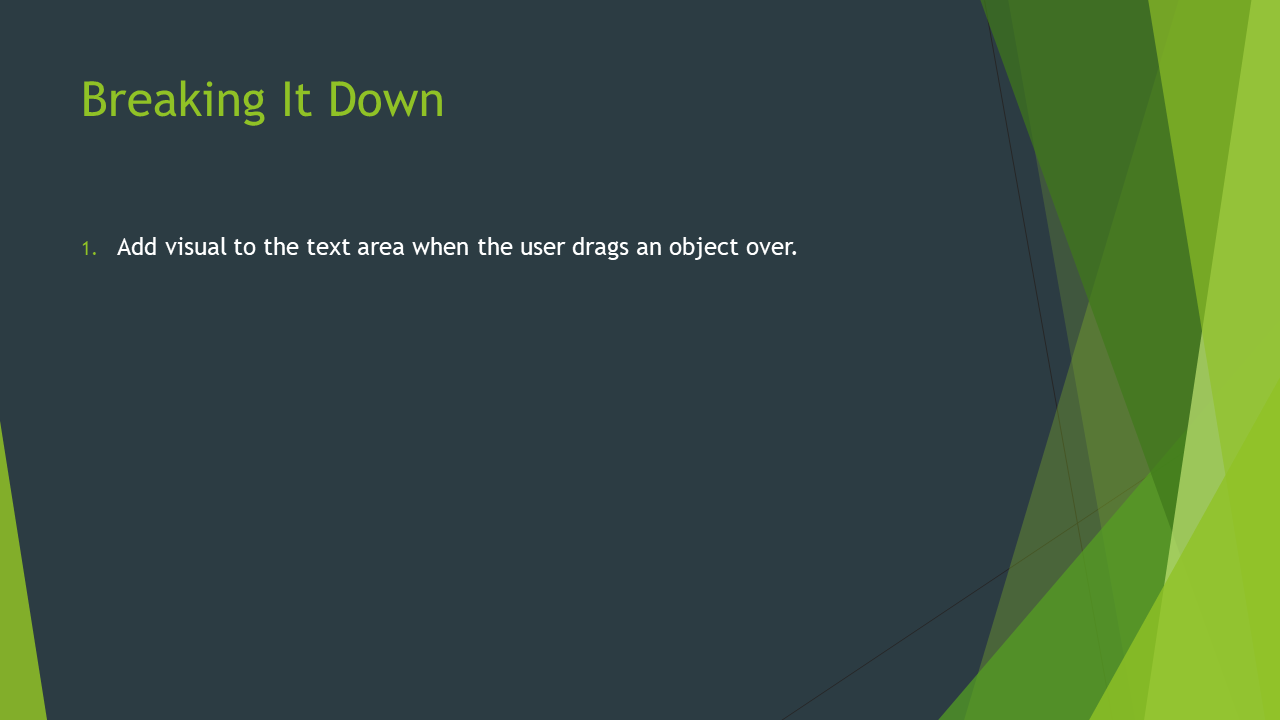 Breaking It Down
1. Add visual to the text area when the user drags an object over.